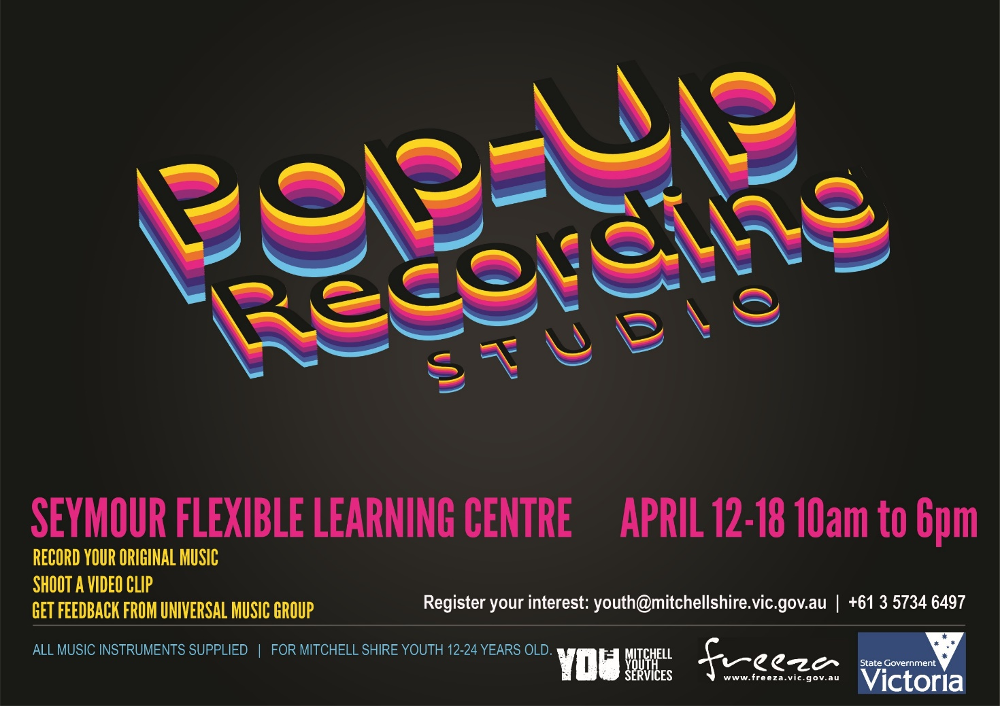 Pop-Up
Recording
STUDIO
SEYMOUR FLEXIBLE LEARNING CENTRE APRIL 12-18 10am to 6pm
RECORD YOUR ORIGINAL MUSIC
SHOOT A VIDEO CLIP
GET FEEDBACK FROM UNIVERSAL MUSIC GROUP
Register your interest: youth@mitchellshire.vic.gov.au | +61 3 5734 6497
ALL MUSIC INSTRUMENTS SUPPLIED | FOR MITCHELL SHIRE YOUTH 12-24 YEARS OLD.
YOU
MITCHELL
YOUTH
SERVICES
freeza
www.freeza.vic.gov.au
State Government
Victoria